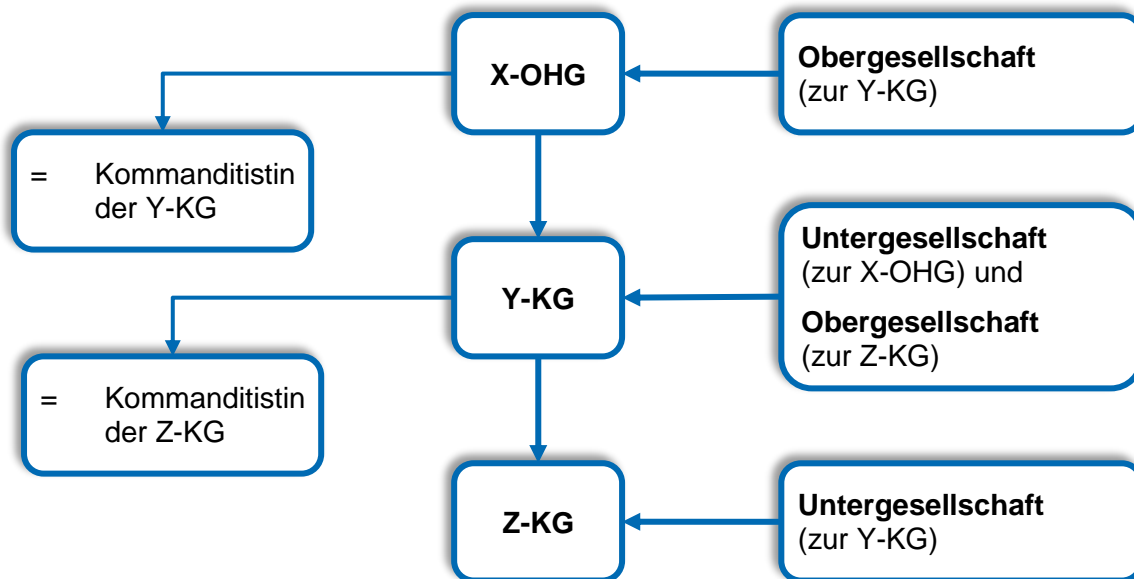 X-OHG
Obergesellschaft
(zur Y-KG)
= Kommanditistin
der Y-KG
Y-KG
Untergesellschaft
(zur X-OHG) und
Obergesellschaft
(zur Z-KG)
= Kommanditistin
der Z-KG
Z-KG
Untergesellschaft
(zur Y-KG)